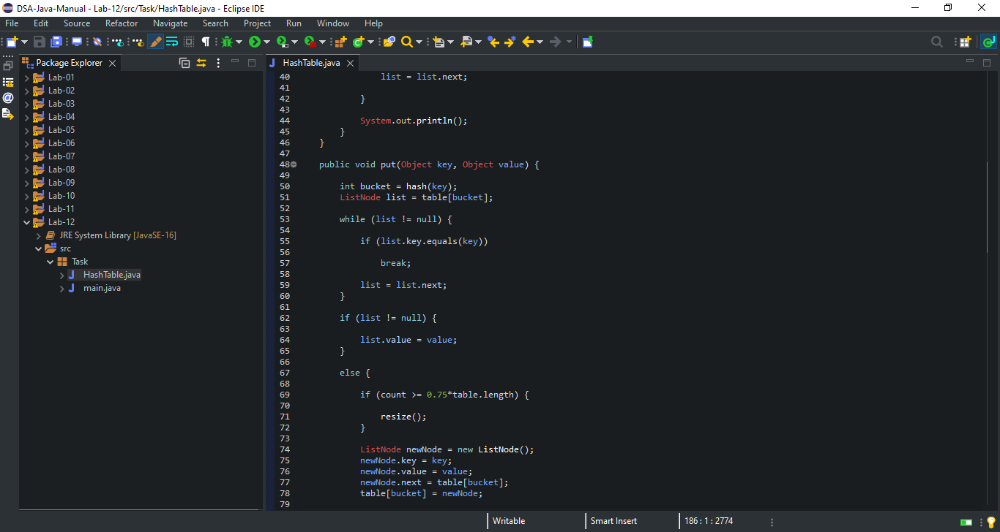 DSA-Java-Manual - Lab-12/src/Task/HashTable.java - Eclipse IDE
File Edit Source Refactor Navigate Search Project Run Window Help
Package Explorer
Lab-01
Lab-02
Lab-03
Lab-04
Lab-05
Lab-06
Lab-07
Lab-08
Lab-09
Lab-10
Lab-11
Lab-12
JRE System Library [JavaSE-16]
src
Task
HashTable.java
main.java
HashTable.java
40 list = list.next;
41
42 }
43
44 System.out.println();
45 }
46 }
47
48 public void put(Object key, Object value) {
49
50 int bucket = hash(key);
51 ListNode list = table[bucket];
52
53 while (list != null) {
54
55 if (list.key.equals(key))
56
57 break;
58
59 list = list.next;
60 }
61
62 if (list != null) {
63
64 list.value = value;
65 }
66
67 else {
68
69 if (count >= 0.75*table.length) {
70
71 resize();
72 }
73
74 ListNode newNode = new ListNode();
75 newNode.key = key;
76 newNode.value = value;
77 newNode.next = table[bucket];
78 table[bucket] = newNode;
79
Writable Smart Insert 186 : 1 : 2774